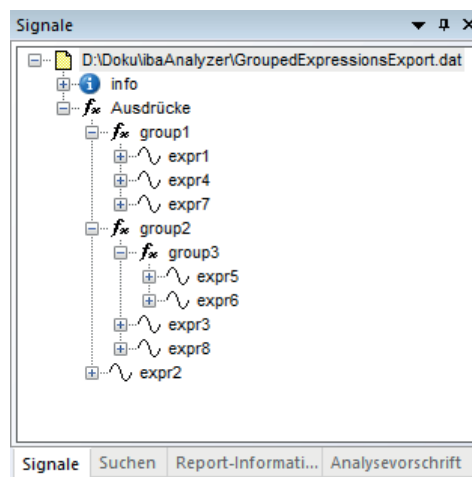 Signale
D:\Doku\ibaAnalyzer\GroupedExpressionsExport.dat
info
Ausdrücke
group1
expr1
expr4
expr7
group2
group3
expr5
expr6
expr3
expr8
expr2
Signale Suchen Report-Informati... Analysevorschrift